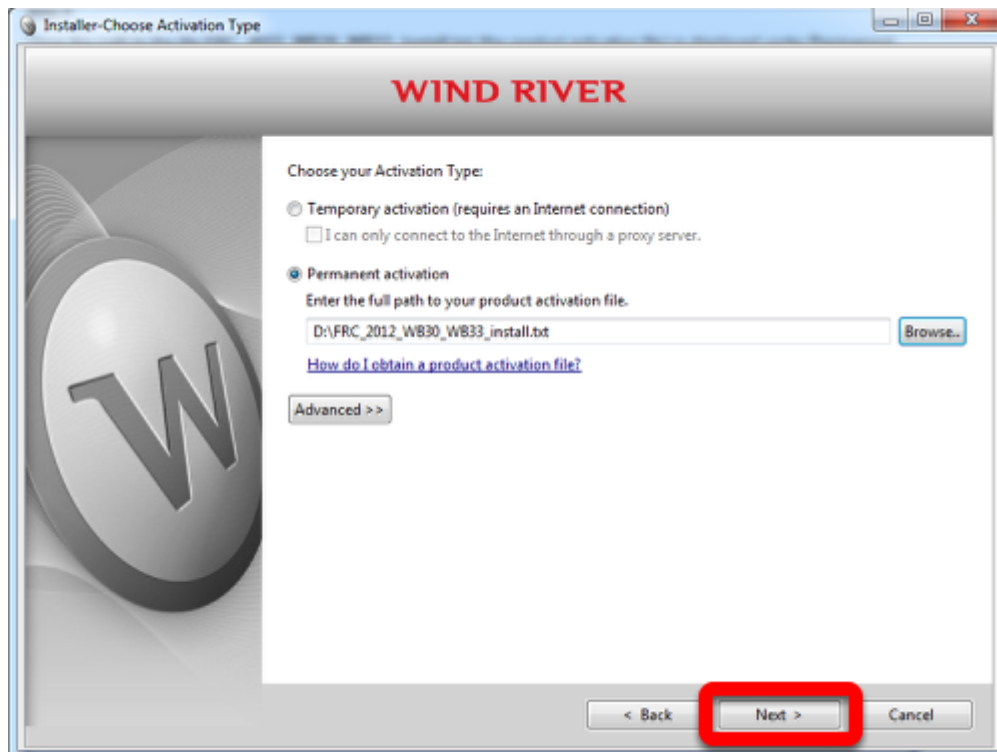 Installer-Choose Activation Type
WIND RIVER
Choose your Activation Type:
Temporary activation (requires an Internet connection)
I can only connect to the Internet through a proxy server.
Permanent activation
Enter the full path to your product activation file.
D:\FRC_2012_WB30_WB33_install.txt
Browse..
How do I obtain a product activation file?
Advanced >>
W
< Back
Next >
Cancel